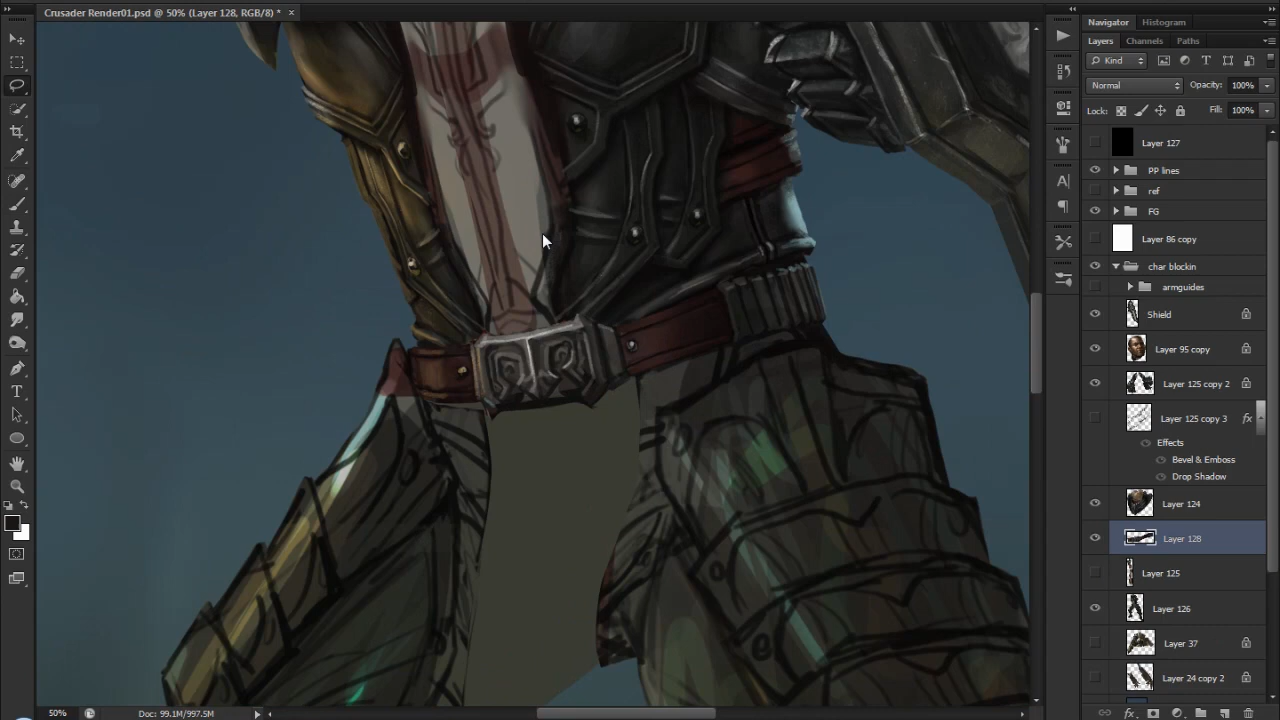 Crusader Render01.psd @ 50% (Layer 128, RGB/8) *
Navigator
Histogram
Layers
Channels
Paths
Kind
Normal
Opacity: 100%
Lock:
Fill: 100%
Layer 127
PP lines
ref
FG
Layer 86 copy
char blockin
armguides
Shield
Layer 95 copy
Layer 125 copy 2
Layer 125 copy 3
fx
Effects
Bevel & Emboss
Drop Shadow
Layer 124
Layer 128
Layer 125
Layer 126
Layer 37
Layer 24 copy 2
50%
Doc: 99.1M/997.5M